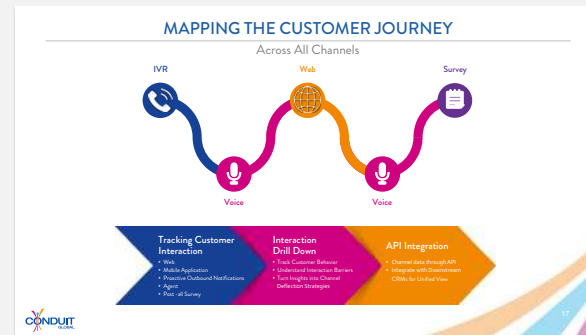 MAPPING THE CUSTOMER JOURNEY
Across All Channels
IVR
Web
Survey
Voice
Voice
Tracking Customer
Interaction
• Web
• Mobile Application
• Proactive Outbound Notifications
• Agent
• Post -all Survey
Interaction
Drill Down
• Track Customer Behavior
• Understand Interaction Barriers
• Turn Insights into Channel
Deflection Strategies
API Integration
• Channel data through API
• Integrate with Downstream
CRMs for Unified View
CONDUIT
GLOBAL
17